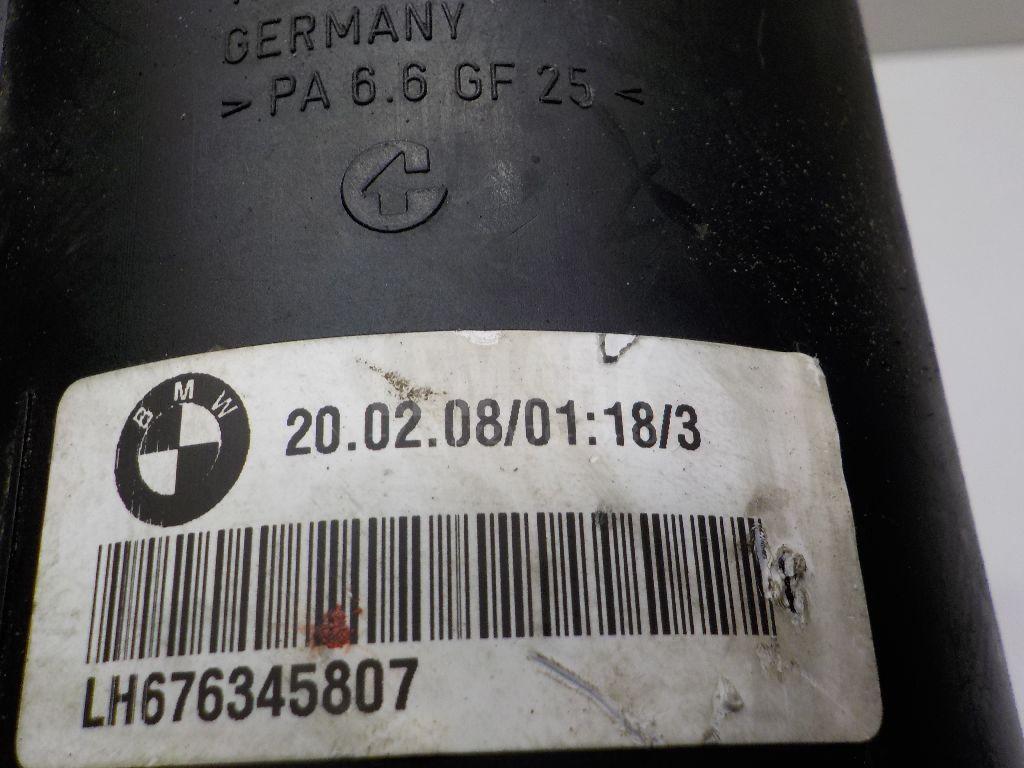 GERMANY
> PA 6.6 GF 25 <
BMW
20.02.08/01:18/3
LH676345807